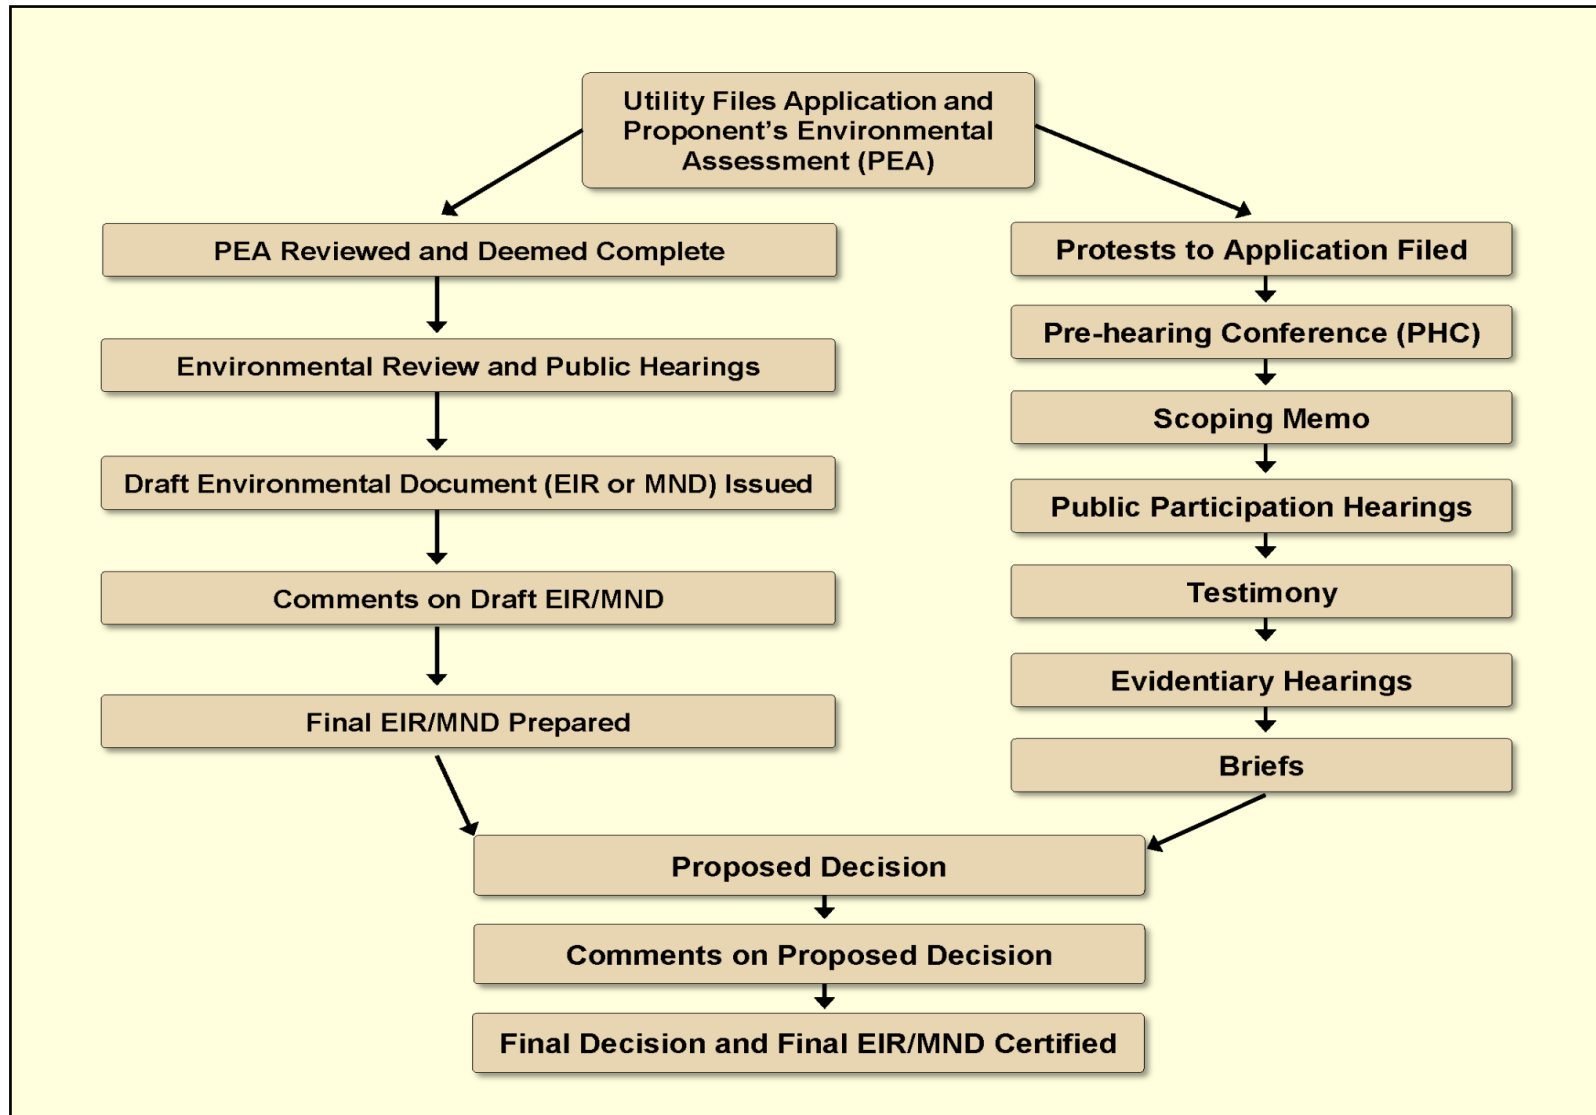 Utility Files Application and
Proponent's Environmental
Assessment (PEA)
PEA Reviewed and Deemed Complete
Environmental Review and Public Hearings
Draft Environmental Document (EIR or MND) Issued
Comments on Draft EIR/MND
Final EIR/MND Prepared
Protests to Application Filed
Pre-hearing Conference (PHC)
Scoping Memo
Public Participation Hearings
Testimony
Evidentiary Hearings
Briefs
Proposed Decision
Comments on Proposed Decision
Final Decision and Final EIR/MND Certified